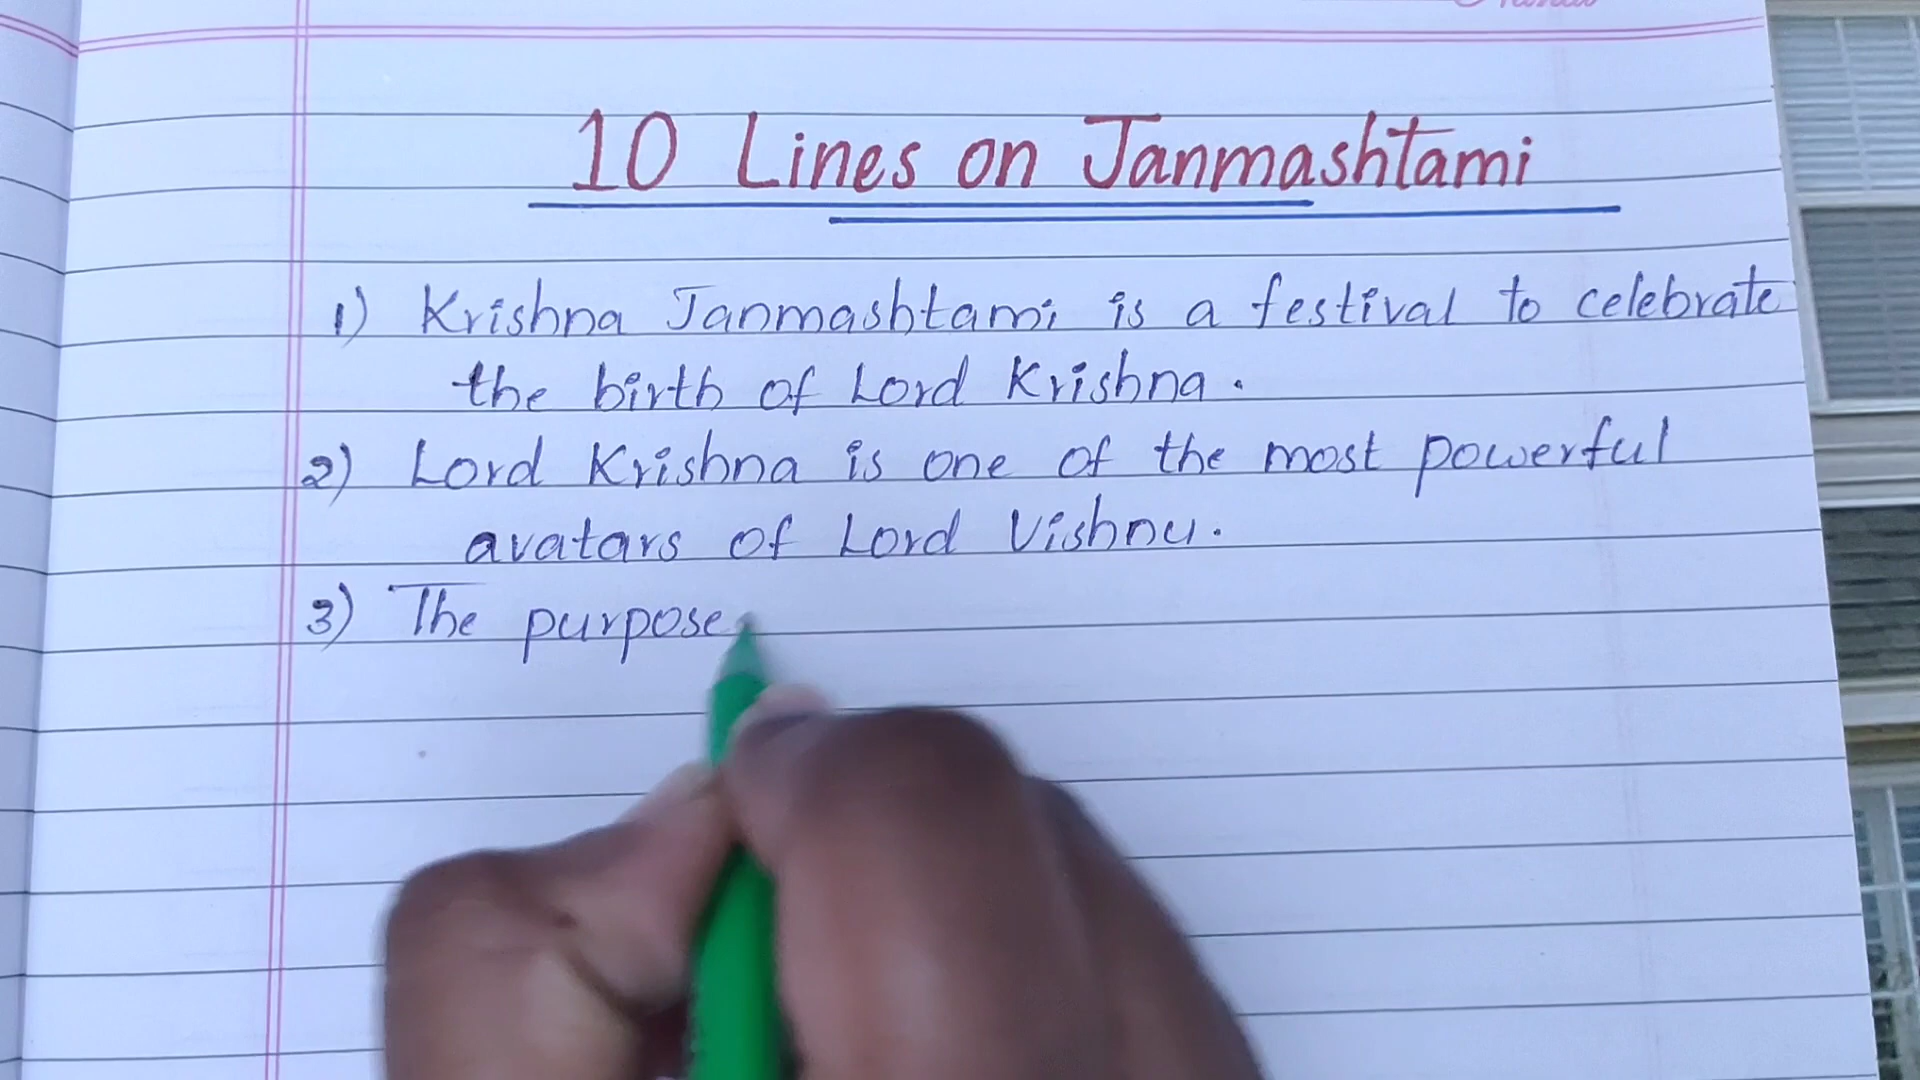 10 Lines on Janmashtami
1) Krishna Janmashtami is a festival to celebrate
the birth of Lord Krishna.
2) Lord Krishna is one of the most powerful
avatars of Lord Vishnu.
3) The purpose